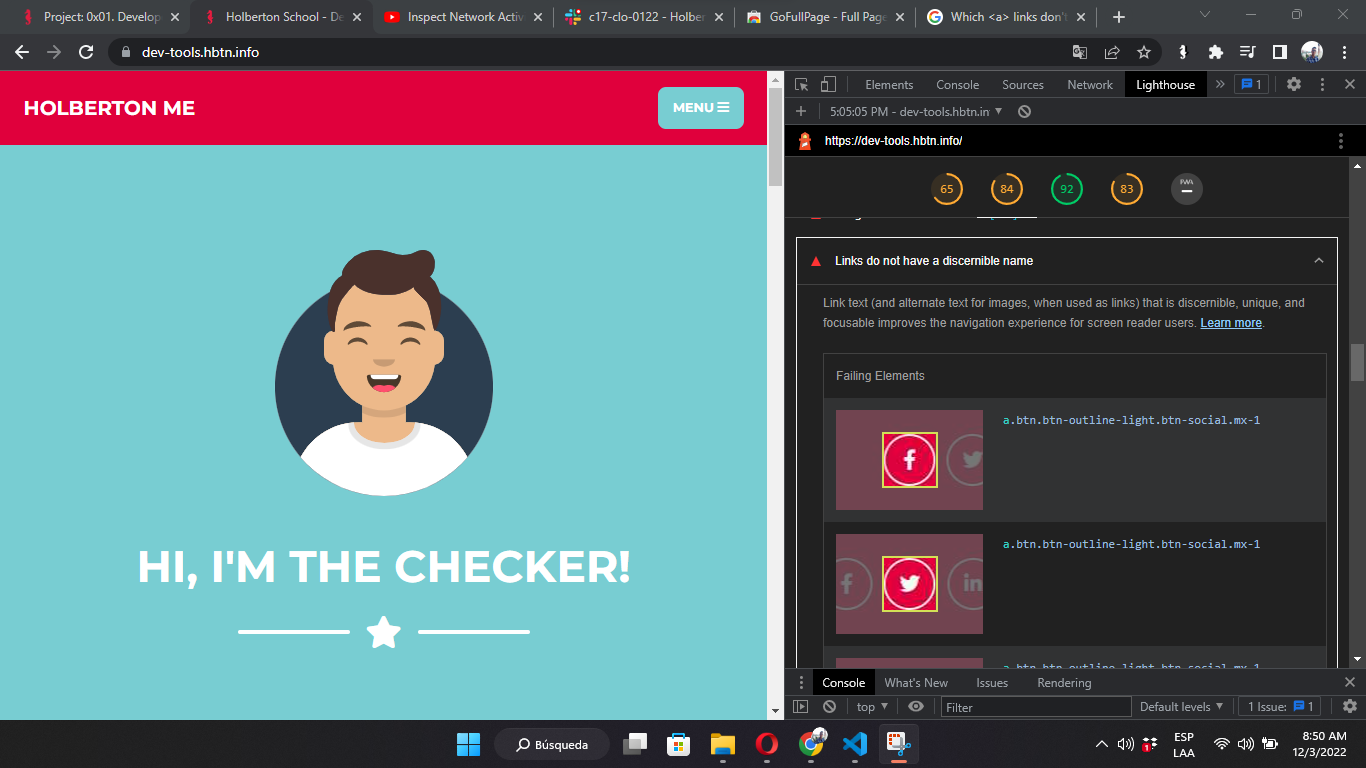 Project: 0x01. Develop
Holberton School - De
Inspect Network Activ
c17-clo-0122 - Holber
GoFullPage - Full Page
Which <a> links don't
dev-tools.hbtn.info
HOLBERTON ME
MENU
HI, I'M THE CHECKER!
Elements
Console
Sources
Network
Lighthouse
1
5:05:05 PM - dev-tools.hbtn.in
https://dev-tools.hbtn.info/
65
84
92
83
PWA
Links do not have a discernible name
Link text (and alternate text for images, when used as links) that is discernible, unique, and
focusable improves the navigation experience for screen reader users. Learn more.
Failing Elements
a.btn.btn-outline-light.btn-social.mx-1
a.btn.btn-outline-light.btn-social.mx-1
in
a.btn.btn-outline-light.btn-social.mx-1
Console
What's New
Issues
Rendering
top
Filter
Default levels
1 Issue:
1
Búsqueda
1
ESP
LAA
8:50 AM
12/3/2022